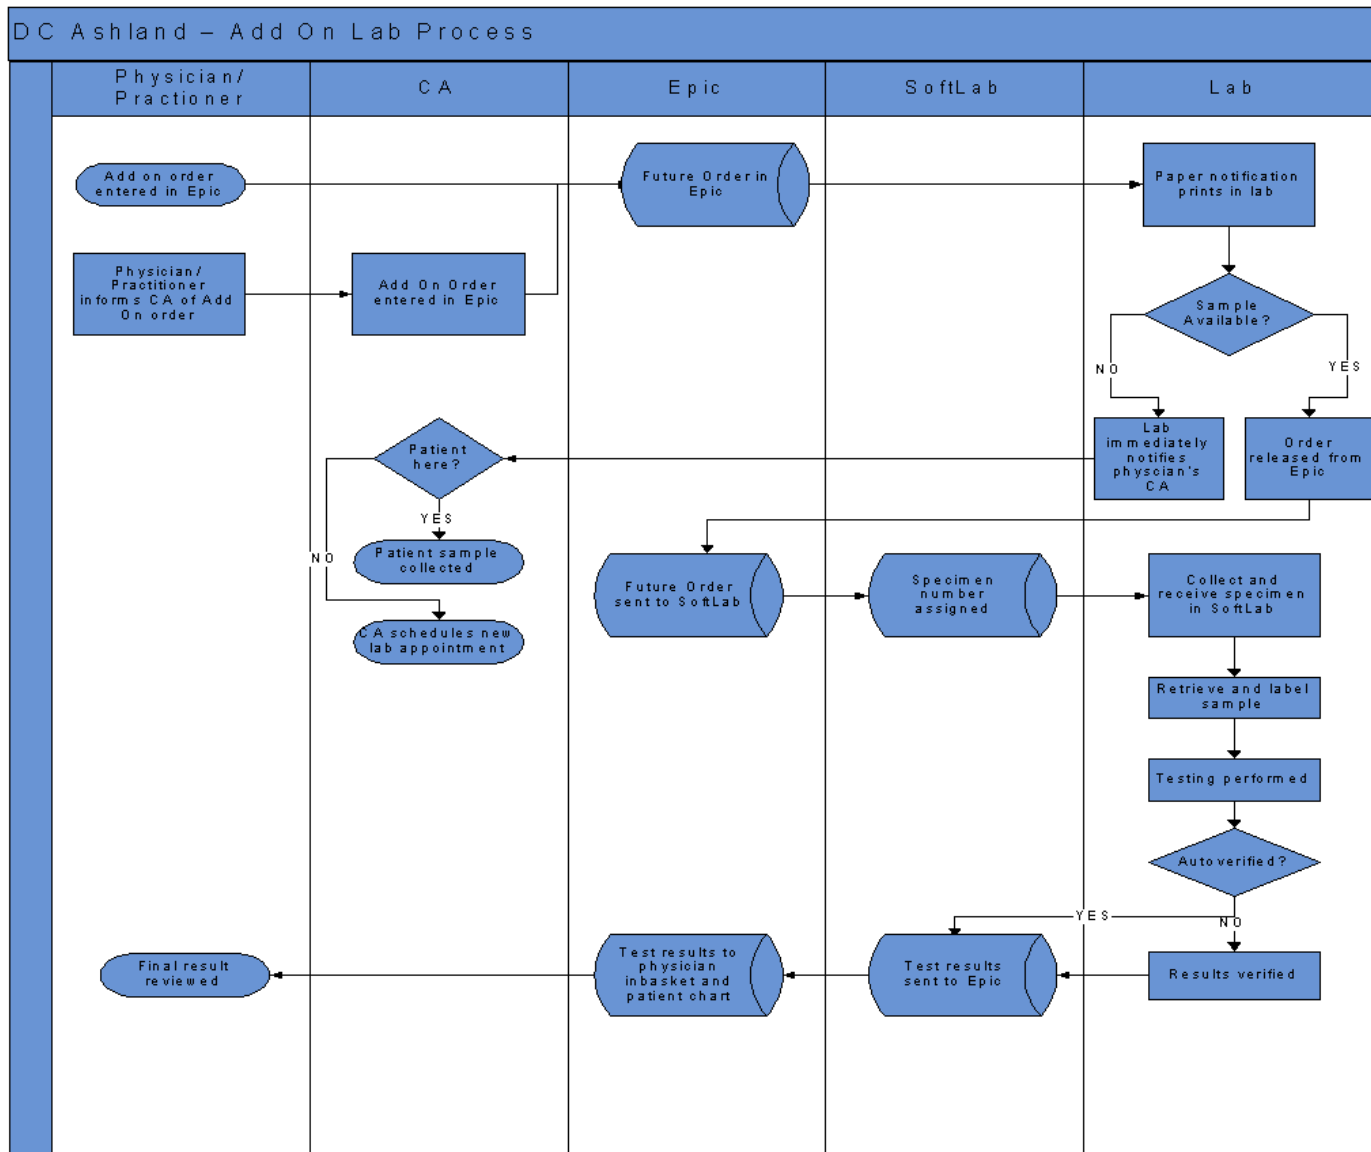 DC Ashland – Add On Lab Process
Physician/
Practioner
CA
Epic
SoftLab
Lab
Add on order
entered in Epic
Future Order in
Epic
Paper notification
prints in lab
Physician/
Practitioner
informs CA of Add
On order
Add On Order
entered in Epic
Sample
Available?
NO
YES
Patient
here?
Lab
immediately
notifies
physcian's
CA
Order
released from
Epic
YES
NO
Patient sample
collected
CA schedules new
lab appointment
Future Order
sent to SoftLab
Specimen
number
assigned
Collect and
receive specimen
in SoftLab
Retrieve and label
sample
Testing performed
Autoverified?
YES
NO
Final result
reviewed
Test results to
physician
inbasket and
patient chart
Test results
sent to Epic
Results verified